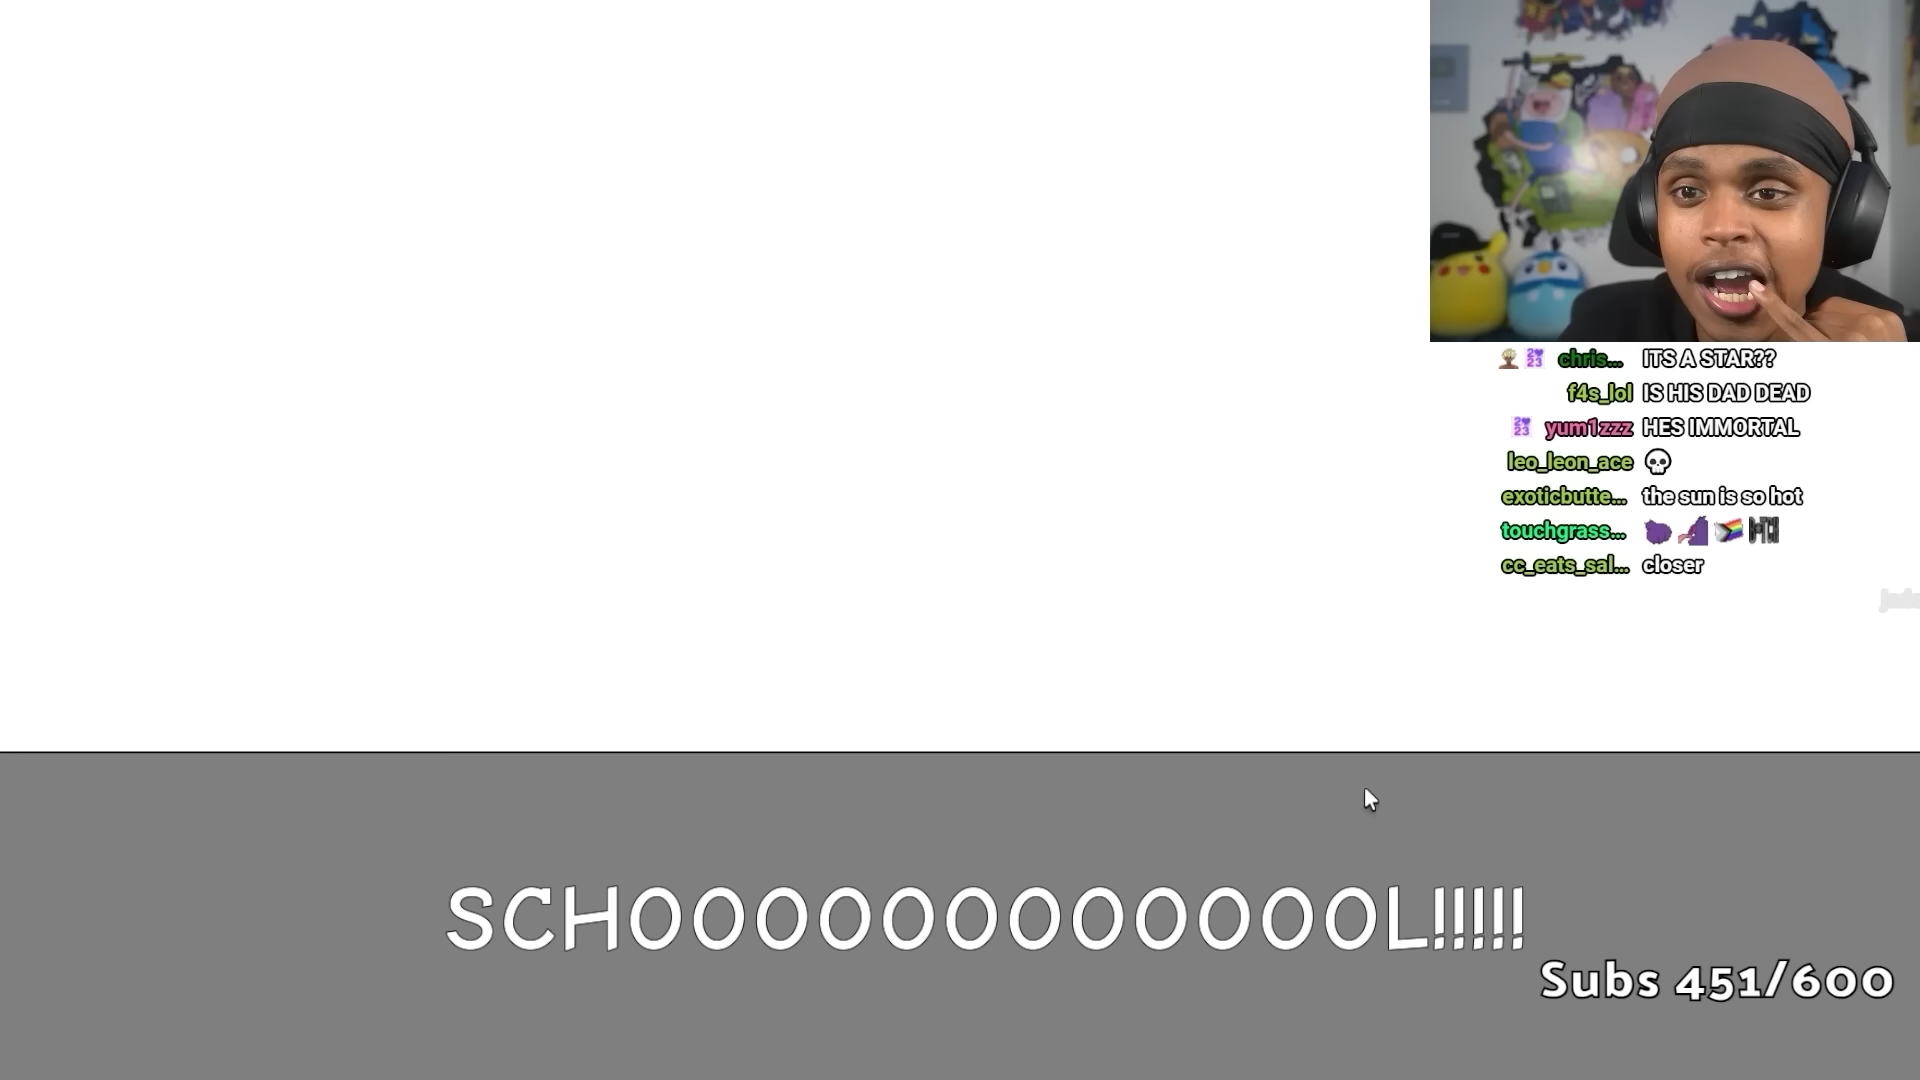 chris... ITS A STAR??
f4s_lol IS HIS DAD DEAD
yum1zzz HES IMMORTAL
leo_leon_ace
exoticbutte... the sun is so hot
touchgrass...
cc_eats_sal... closer
SCHOOOOOOOOOOOOL!!!!!
Subs 451/600